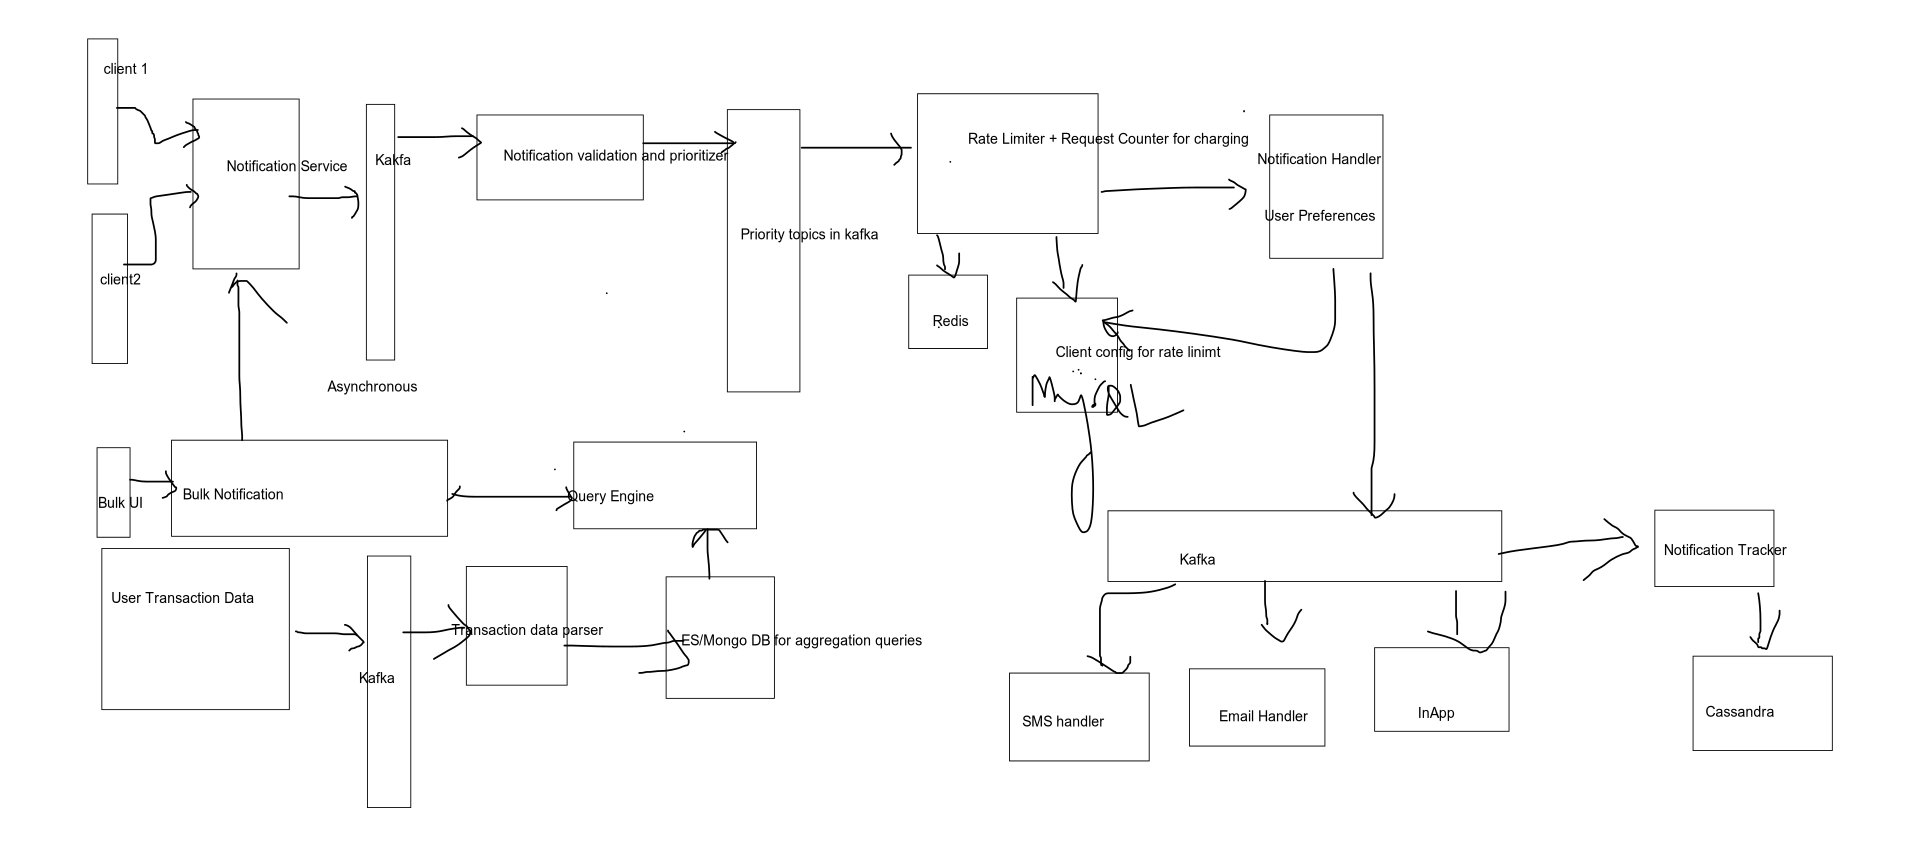 client 1
Notification Service
Kakfa
Notification validation and prioritizer
Rate Limiter + Request Counter for charging
Notification Handler
User Preferences
Priority topics in kafka
client2
Redis
Client config for rate linimt
MySQL
Asynchronous
Bulk UI
Bulk Notification
Query Engine
Kafka
Notification Tracker
User Transaction Data
Transaction data parser
ES/Mongo DB for aggregation queries
Kafka
SMS handler
Email Handler
InApp
Cassandra